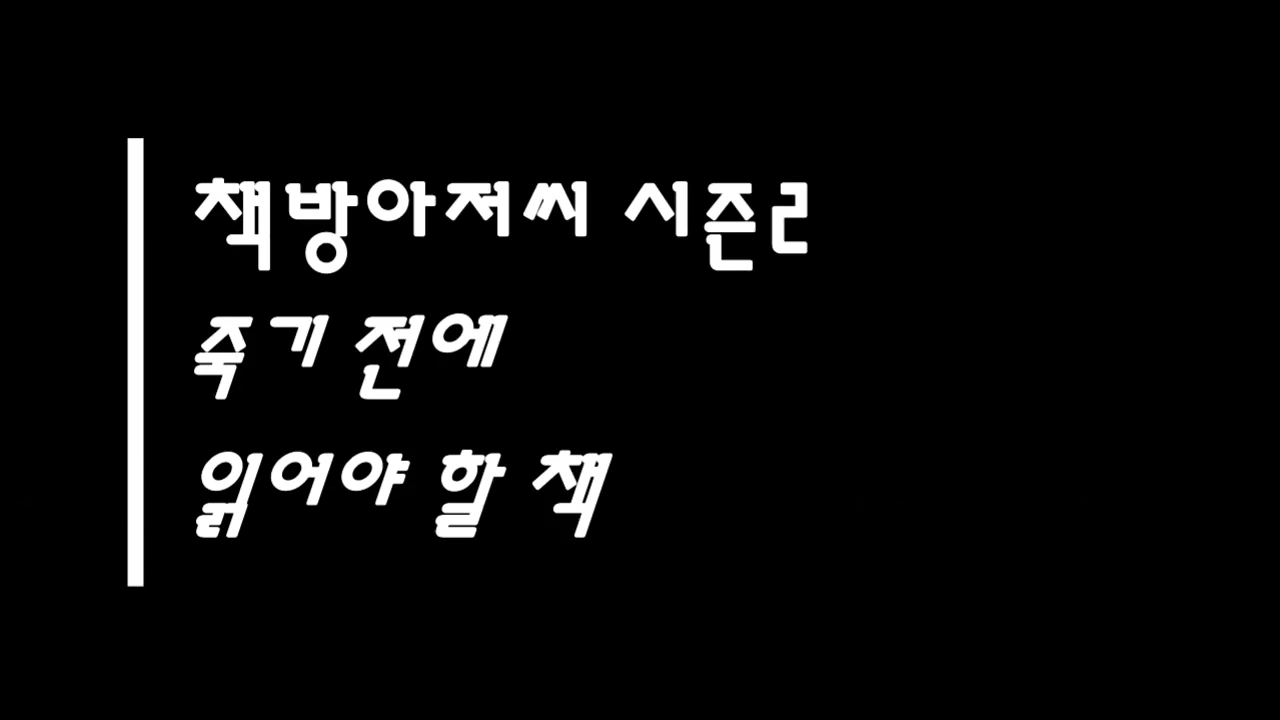 책방아저씨 시즌2
죽기 전에
읽어야 할 책